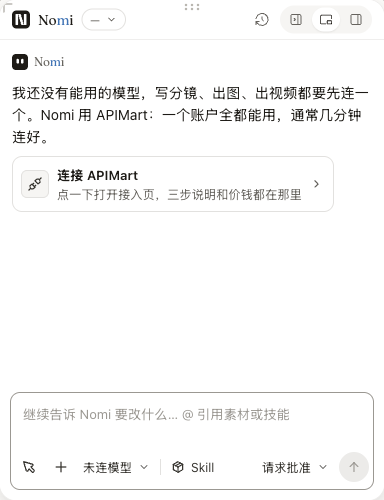 Nomi
—
Nomi
我还没有能用的模型，写分镜、出图、出视频都要先连一
个。Nomi 用 APIMart：一个账户全都能用，通常几分钟
连好。
连接 APIMart
点一下打开接入页，三步说明和价钱都在那里
继续告诉 Nomi 要改什么... @ 引用素材或技能
未连模型 Skill 请求批准